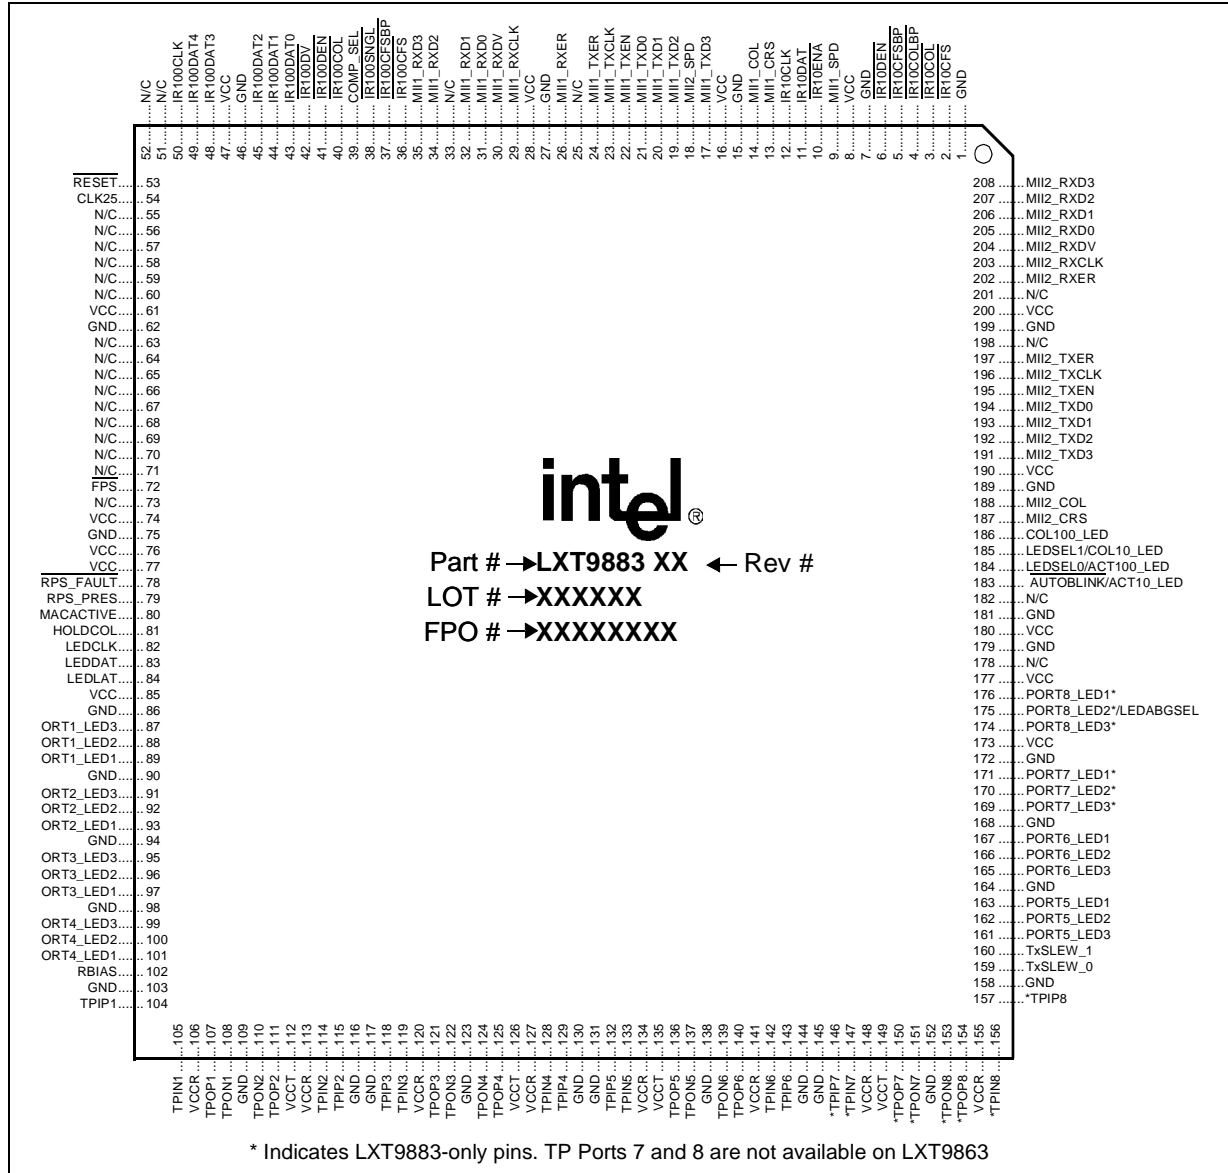 52......N/C
51......N/C
50......IR100CLK
49......IR100DAT4
48......IR100DAT3
47......VCC
46......GND
45......IR100DAT2
44......IR100DAT1
43......IR100DAT0
42......IR100DV
41......IR100DEN
40......IR100COL
39......COMP_SEL
38......IR100SNGL
37......IR100CFSBP
36......IR100CFS
35......MII1_RXD3
34......MII1_RXD2
33......N/C
32......MII1_RXD1
31......MII1_RXD0
30......MII1_RXDV
29......MII1_RXCLK
28......VCC
27......GND
26......MII1_RXER
25......N/C
24......MII1_TXER
23......MII1_TXCLK
22......MII1_TXEN
21......MII1_TXD0
20......MII1_TXD1
19......MII1_TXD2
18......MII2_SPD
17......MII1_TXD3
16......VCC
15......GND
14......MII1_COL
13......MII1_CRS
12......IR10CLK
11......IR10DAT
10......IR10ENA
9......MII1_SPD
8......VCC
7......GND
6......IR10DEN
5......IR10CFSBP
4......IR10COLBP
3......IR10COL
2......IR10CFS
1......GND
RESET...... 53
CLK25...... 54
N/C...... 55
N/C...... 56
N/C...... 57
N/C...... 58
N/C...... 59
N/C...... 60
VCC...... 61
GND...... 62
N/C...... 63
N/C...... 64
N/C...... 65
N/C...... 66
N/C...... 67
N/C...... 68
N/C...... 69
N/C...... 70
N/C...... 71
FPS...... 72
N/C...... 73
VCC...... 74
GND...... 75
VCC...... 76
VCC...... 77
RPS_FAULT...... 78
RPS_PRES...... 79
MACACTIVE...... 80
HOLDCOL...... 81
LEDCLK...... 82
LEDDAT...... 83
LEDLAT...... 84
VCC...... 85
GND...... 86
ORT1_LED3...... 87
ORT1_LED2...... 88
ORT1_LED1...... 89
GND...... 90
ORT2_LED3...... 91
ORT2_LED2...... 92
ORT2_LED1...... 93
GND...... 94
ORT3_LED3...... 95
ORT3_LED2...... 96
ORT3_LED1...... 97
GND...... 98
ORT4_LED3...... 99
ORT4_LED2...... 100
ORT4_LED1...... 101
RBIAS...... 102
GND...... 103
TPIP1...... 104
intel®
Part # LXT9883 XX Rev #
LOT # XXXXXX
FPO # XXXXXXXX
208 ......MII2_RXD3
207 ......MII2_RXD2
206 ......MII2_RXD1
205 ......MII2_RXD0
204 ......MII2_RXDV
203 ......MII2_RXCLK
202 ......MII2_RXER
201 ......N/C
200 ......VCC
199 ......GND
198 ......N/C
197 ......MII2_TXER
196 ......MII2_TXCLK
195 ......MII2_TXEN
194 ......MII2_TXD0
193 ......MII2_TXD1
192 ......MII2_TXD2
191 ......MII2_TXD3
190 ......VCC
189 ......GND
188 ......MII2_COL
187 ......MII2_CRS
186 ......COL100_LED
185 ......LEDSEL1/COL10_LED
184 ......LEDSEL0/ACT100_LED
183 ...... AUTOBLINK/ACT10_LED
182 ......N/C
181 ......GND
180 ......VCC
179 ......GND
178 ......N/C
177 ......VCC
176 ......PORT8_LED1*
175 ......PORT8_LED2*/LEDABGSEL
174 ......PORT8_LED3*
173 ......VCC
172 ......GND
171 ......PORT7_LED1*
170 ......PORT7_LED2*
169 ......PORT7_LED3*
168 ......GND
167 ......PORT6_LED1
166 ......PORT6_LED2
165 ......PORT6_LED3
164 ......GND
163 ......PORT5_LED1
162 ......PORT5_LED2
161 ......PORT5_LED3
160 ......TxSLEW_1
159 ......TxSLEW_0
158 ......GND
157 ......*TPIP8
TPIN1......105
VCCR......106
TPOP1......107
TPON1......108
GND......109
TPON2......110
TPOP2......111
VCCT......112
VCCR......113
TPIN2......114
TPIP2......115
GND......116
GND......117
TPIP3......118
TPIN3......119
VCCR......120
TPOP3......121
TPON3......122
GND......123
TPON4......124
TPOP4......125
VCCT......126
VCCR......127
TPIN4......128
TPIP4......129
GND......130
GND......131
TPIP5......132
TPIN5......133
VCCR......134
VCCT......135
TPOP5......136
TPON5......137
GND......138
TPON6......139
TPOP6......140
VCCR......141
TPIN6......142
TPIP6......143
GND......144
GND......145
*TPIP7......146
*TPIN7......147
VCCR......148
VCCT......149
*TPOP7......150
*TPON7......151
GND......152
*TPON8......153
*TPOP8......154
VCCR......155
*TPIN8......156
* Indicates LXT9883-only pins. TP Ports 7 and 8 are not available on LXT9863